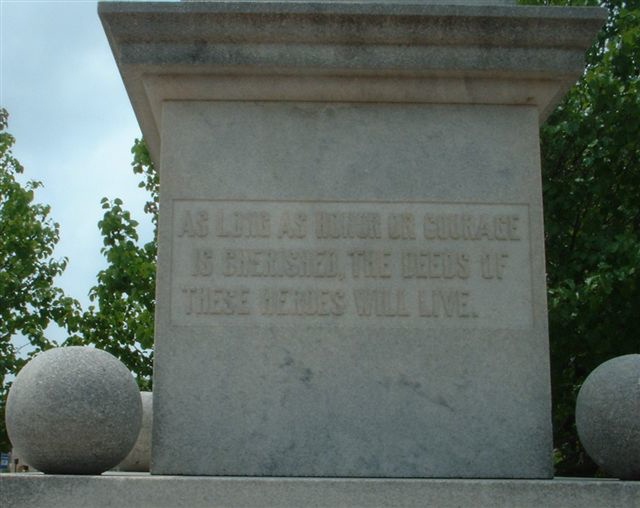 AS LONG AS HONOR OR COURAGE
IS CHERISHED, THE DEEDS OF
THESE HEROES WILL LIVE.